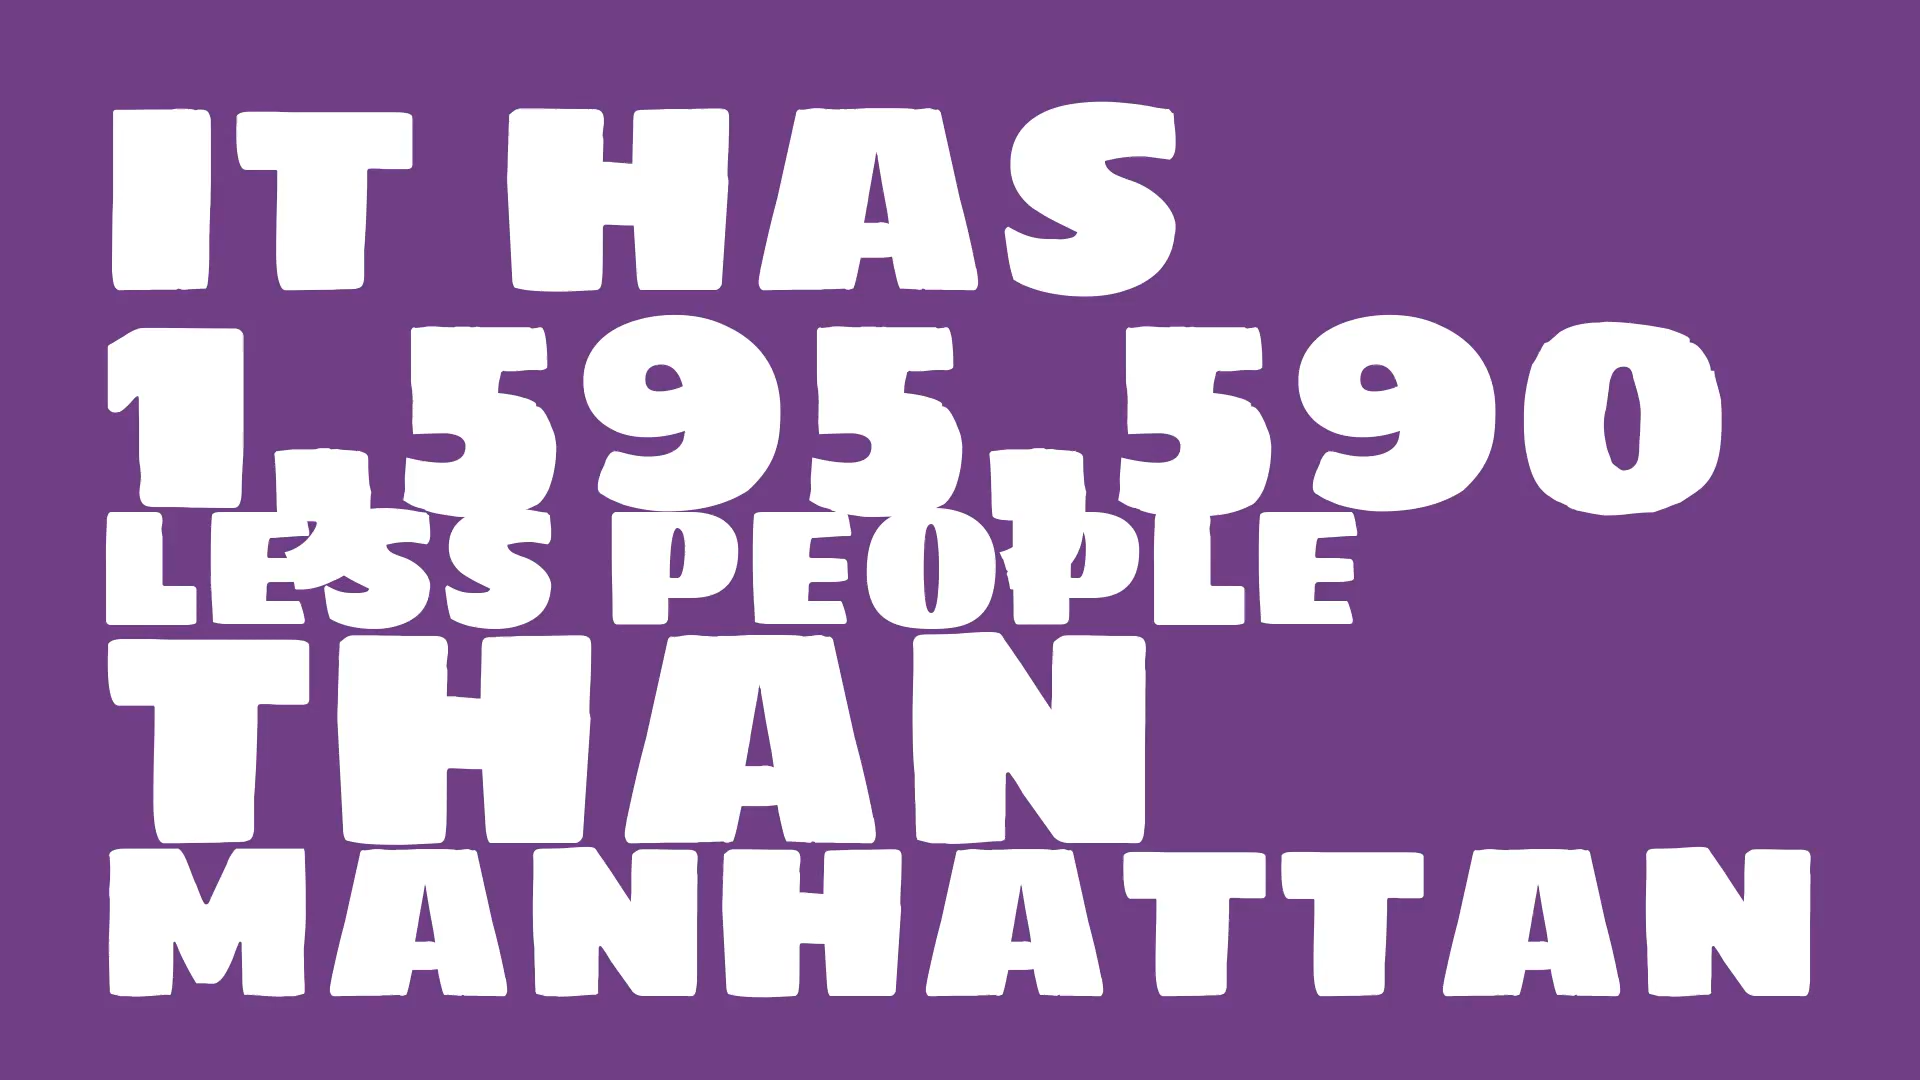 IT HAS
1,595,590
LESS PEOPLE
THAN
MANHATTAN